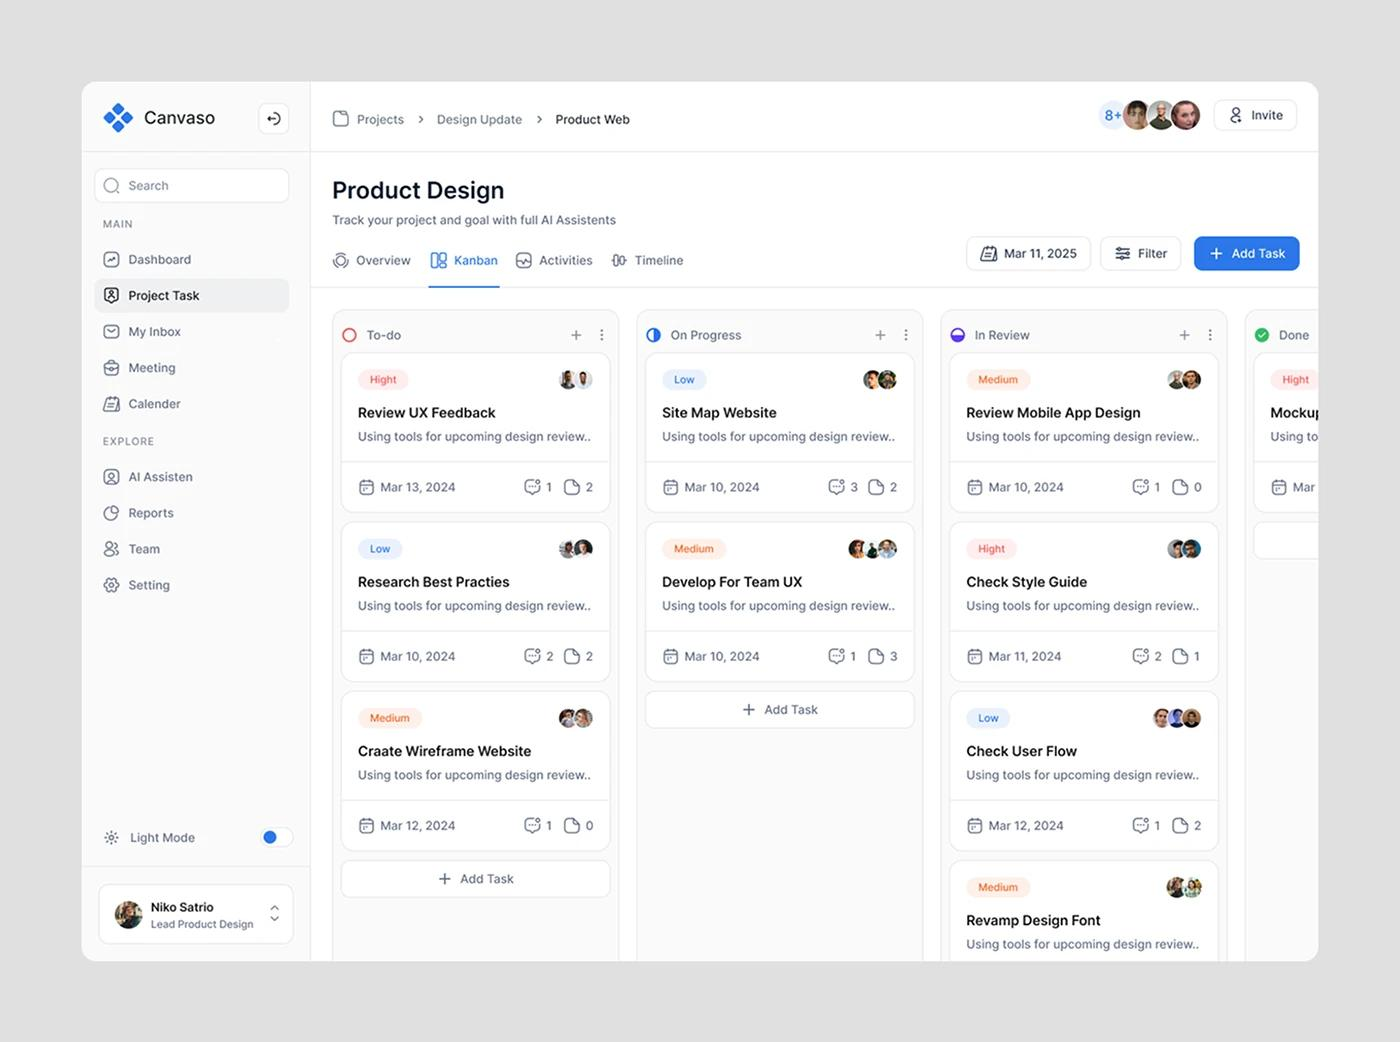 Canvaso
Search
MAIN
Dashboard
Project Task
My Inbox
Meeting
Calender
EXPLORE
AI Assisten
Reports
Team
Setting
Light Mode
Niko Satrio
Lead Product Design
Projects > Design Update > Product Web
8+
Invite
Product Design
Track your project and goal with full AI Assistents
Overview
Kanban
Activities
Timeline
Mar 11, 2025
Filter
+ Add Task
To-do
Hight
Review UX Feedback
Using tools for upcoming design review..
Mar 13, 2024 1 2
Low
Research Best Practies
Using tools for upcoming design review..
Mar 10, 2024 2 2
Medium
Craate Wireframe Website
Using tools for upcoming design review..
Mar 12, 2024 1 0
+ Add Task
On Progress
Low
Site Map Website
Using tools for upcoming design review..
Mar 10, 2024 3 2
Medium
Develop For Team UX
Using tools for upcoming design review..
Mar 10, 2024 1 3
+ Add Task
In Review
Medium
Review Mobile App Design
Using tools for upcoming design review..
Mar 10, 2024 1 0
Hight
Check Style Guide
Using tools for upcoming design review..
Mar 11, 2024 2 1
Low
Check User Flow
Using tools for upcoming design review..
Mar 12, 2024 1 2
Medium
Revamp Design Font
Using tools for upcoming design review..
Done
Hight
Mockup
Using to
Mar